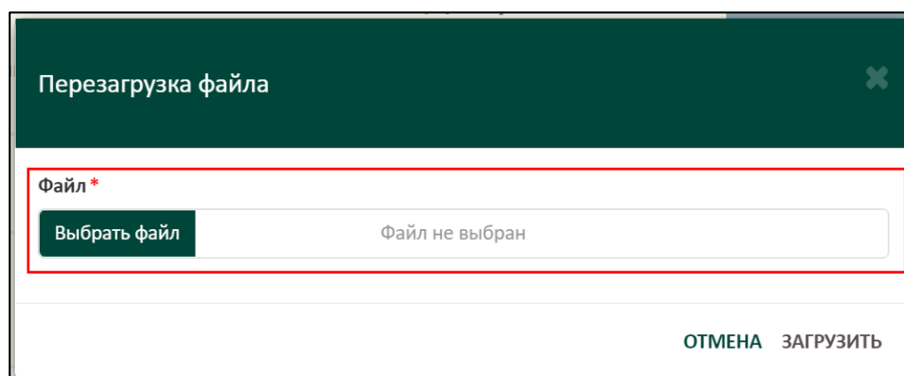 Перезагрузка файла
Файл *
Выбрать файл Файл не выбран
ОТМЕНА ЗАГРУЗИТЬ